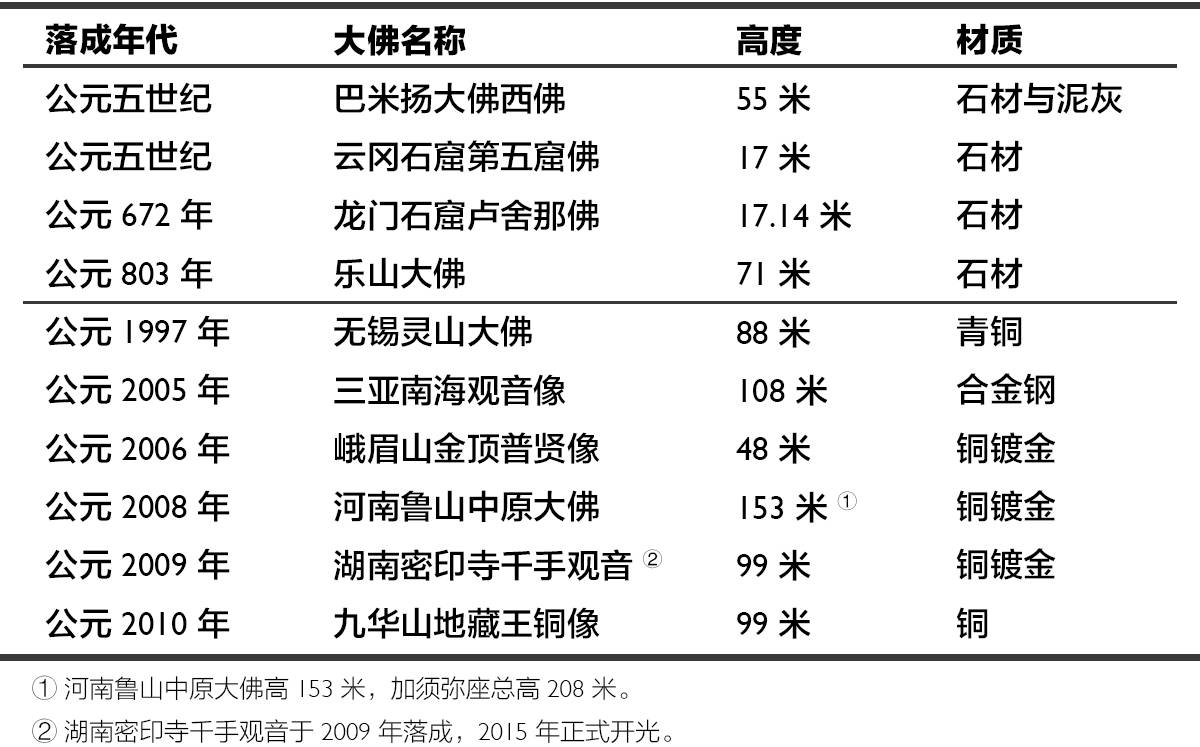 落成年代 大佛名称 高度 材质
公元五世纪 巴米扬大佛西佛 55 米 石材与泥灰
公元五世纪 云冈石窟第五窟佛 17 米 石材
公元 672 年 龙门石窟卢舍那佛 17.14 米 石材
公元 803 年 乐山大佛 71 米 石材
公元 1997 年 无锡灵山大佛 88 米 青铜
公元 2005 年 三亚南海观音像 108 米 合金钢
公元 2006 年 峨眉山金顶普贤像 48 米 铜镀金
公元 2008 年 河南鲁山中原大佛 153 米 ① 铜镀金
公元 2009 年 湖南密印寺千手观音 ② 99 米 铜镀金
公元 2010 年 九华山地藏王铜像 99 米 铜
① 河南鲁山中原大佛高 153 米，加须弥座总高 208 米。
② 湖南密印寺千手观音于 2009 年落成，2015 年正式开光。